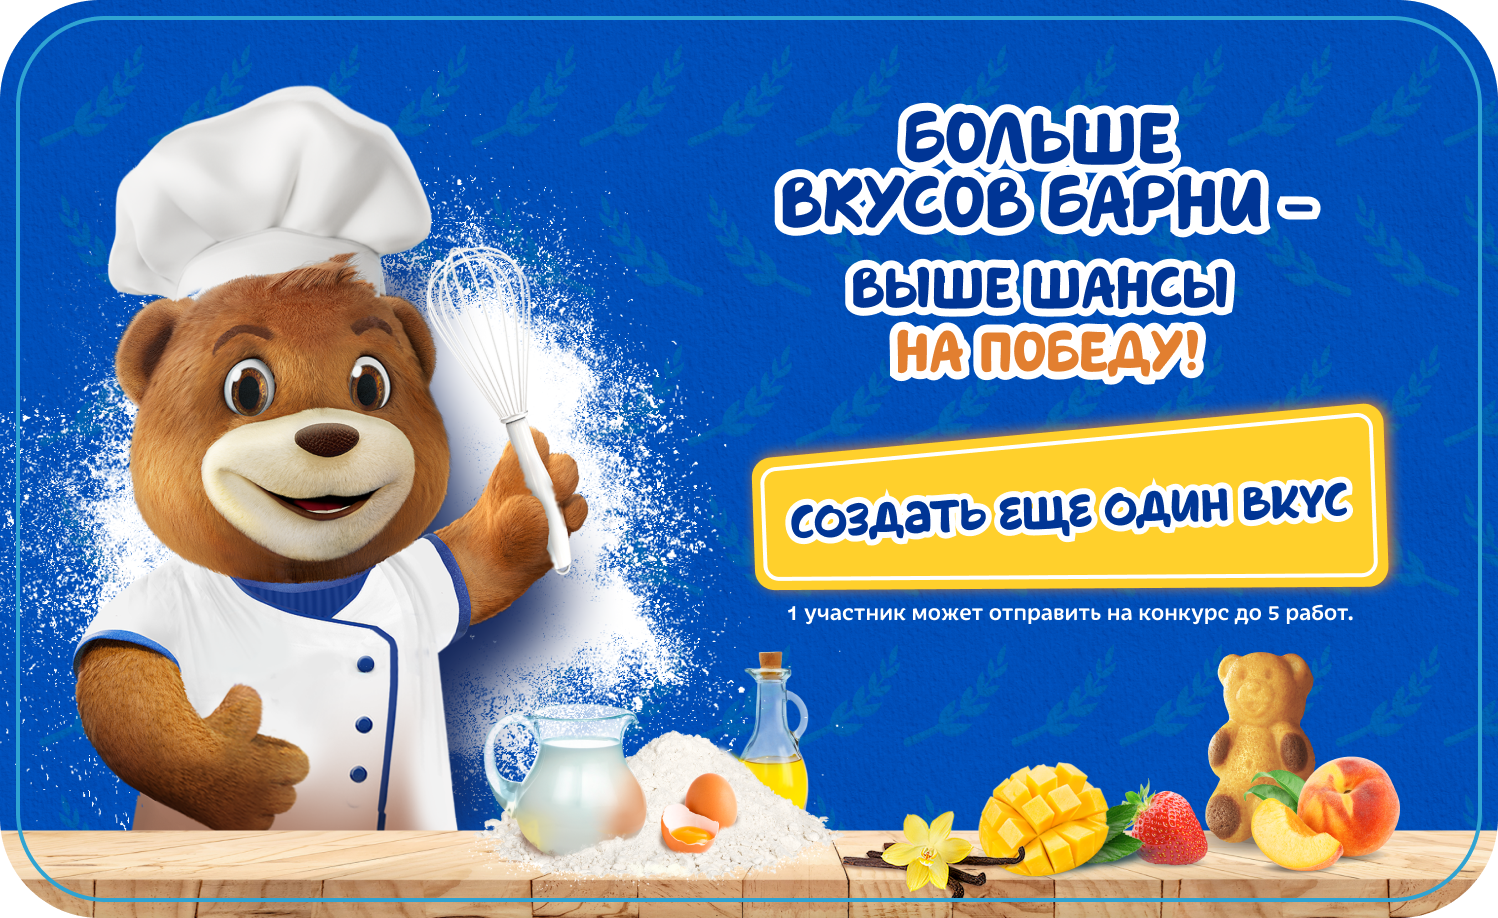 БОЛЬШЕ
ВКУСОВ БАРНИ –
ВЫШЕ ШАНСЫ
НА ПОБЕДУ!
СОЗДАТЬ ЕЩЕ ОДИН ВКУС
1 участник может отправить на конкурс до 5 работ.